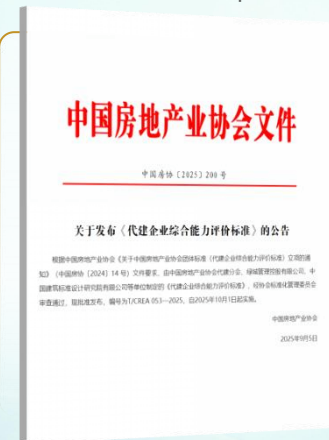 中国房地产业协会文件
中国房协〔2025〕200号
关于发布《代建企业综合能力评价标准》的公告
根据中国房地产业协会《关于中国房地产业协会团体标准〈代建企业综合能力评价标准〉立项的通
知》（中国房协〔2024〕14号）文件要求，由中国房地产业协会代建分会、绿城管理控股有限公司、中
国建筑标准设计研究院有限公司等单位制定的《代建企业综合能力评价标准》，经协会标准化管理委员会
审查通过，现批准发布，编号为T/CREA 053—2025，自2025年10月1日起实施。
中国房地产业协会
2025年9月5日